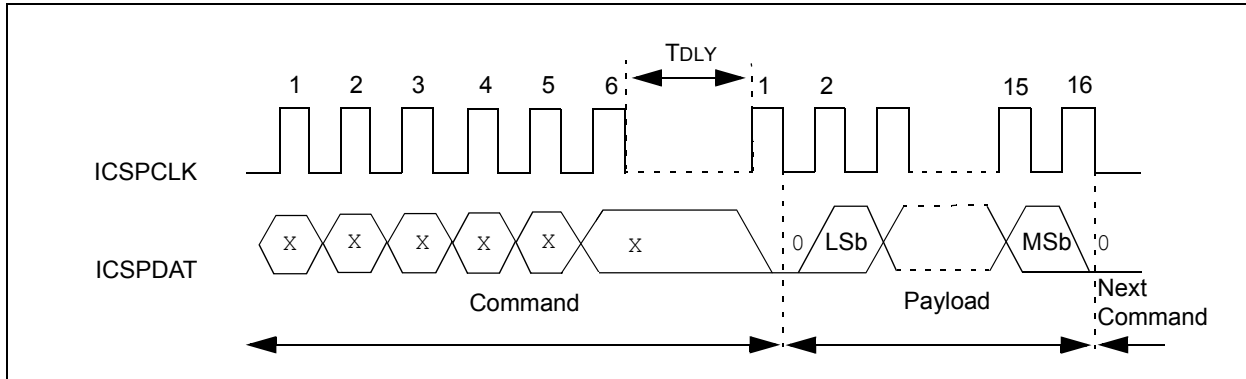 TDLY
1 2 3 4 5 6 1 2 15 16
ICSPCLK
X X X X X X 0 LSb MSb 0
ICSPDAT
Command Payload Next
Command